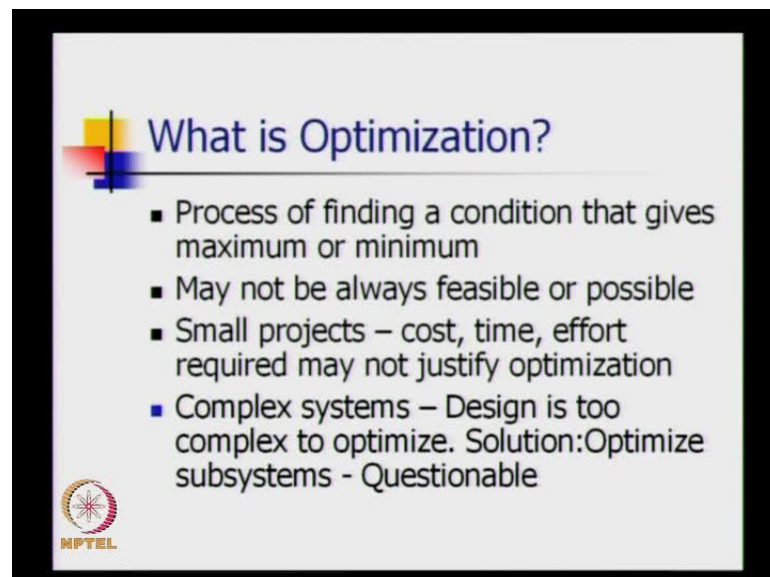 What is Optimization?
Process of finding a condition that gives
maximum or minimum
May not be always feasible or possible
Small projects – cost, time, effort
required may not justify optimization
Complex systems – Design is too
complex to optimize. Solution:Optimize
subsystems - Questionable
NPTEL